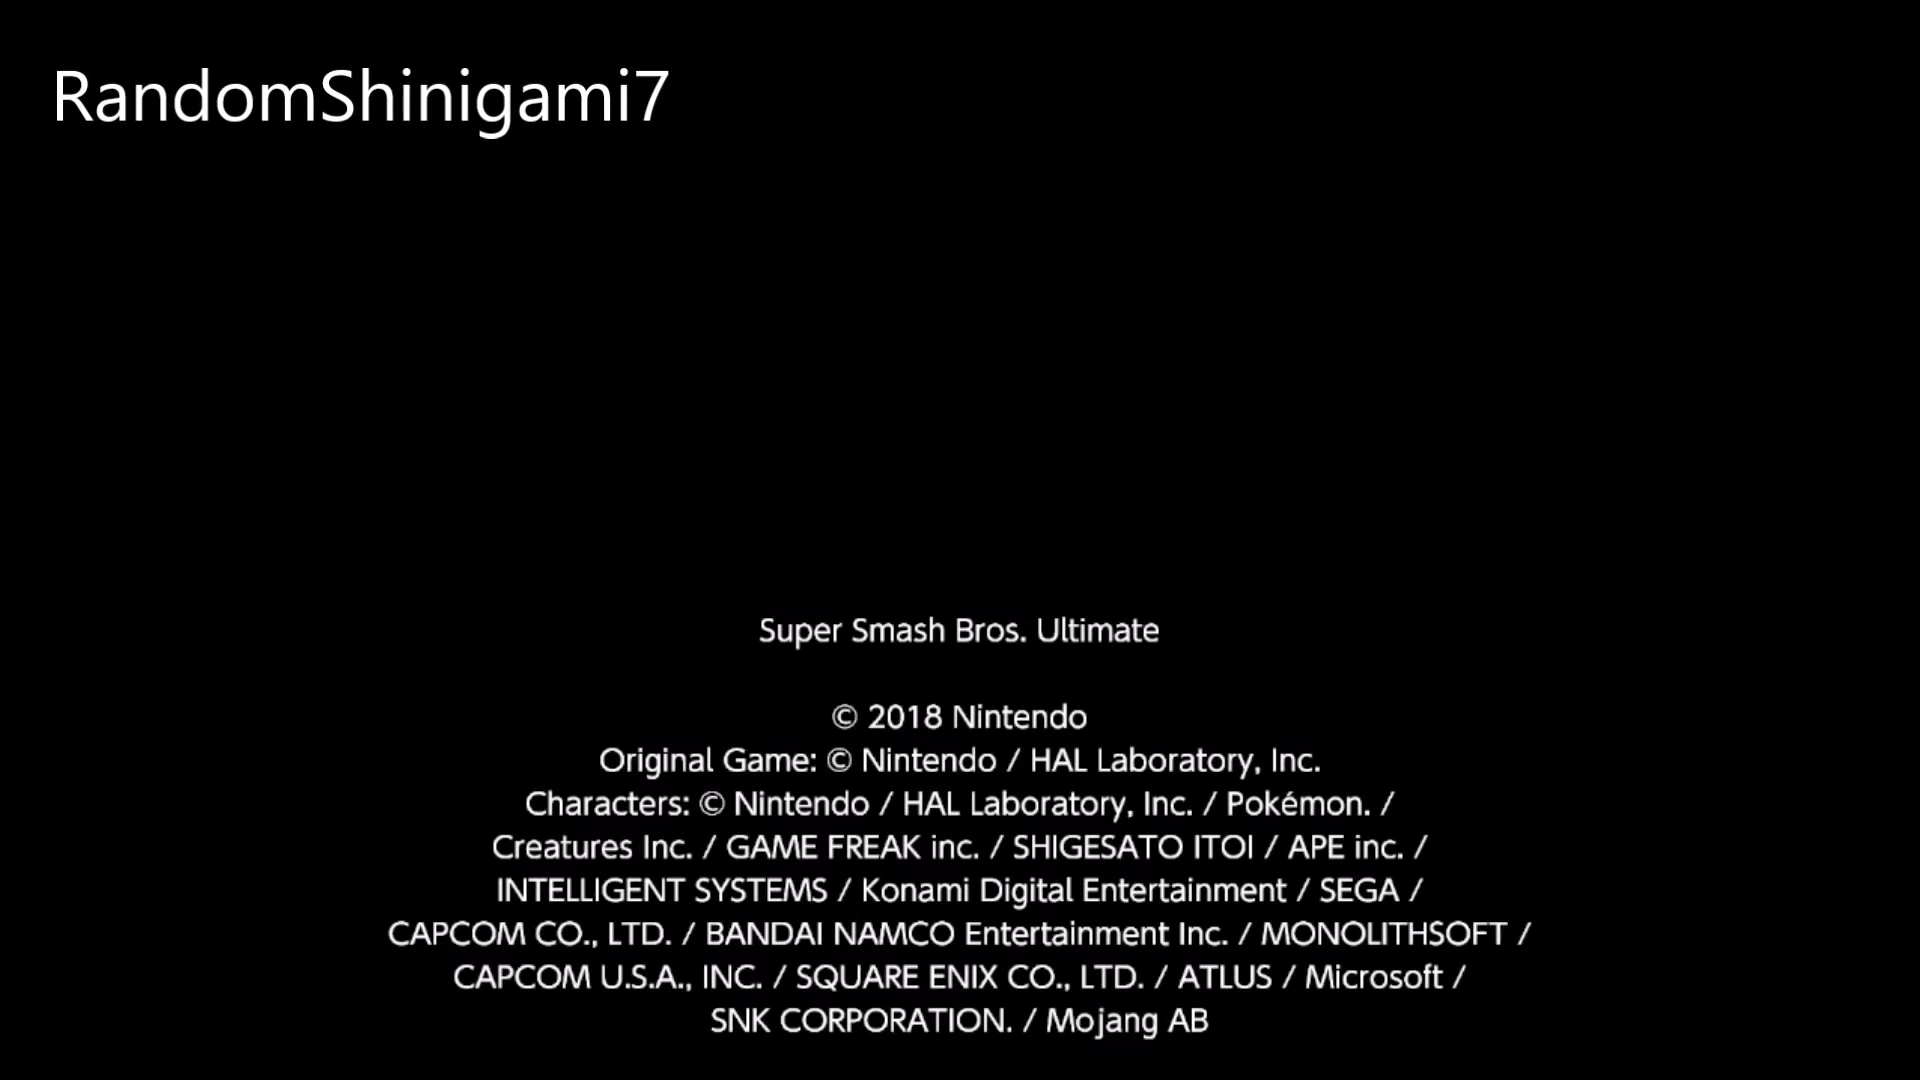 RandomShinigami7
Super Smash Bros. Ultimate
© 2018 Nintendo
Original Game: © Nintendo / HAL Laboratory, Inc.
Characters: © Nintendo / HAL Laboratory, Inc. / Pokémon. /
Creatures Inc. / GAME FREAK inc. / SHIGESATO ITOI / APE inc. /
INTELLIGENT SYSTEMS / Konami Digital Entertainment / SEGA /
CAPCOM CO., LTD. / BANDAI NAMCO Entertainment Inc. / MONOLITHSOFT /
CAPCOM U.S.A., INC. / SQUARE ENIX CO., LTD. / ATLUS / Microsoft /
SNK CORPORATION. / Mojang AB